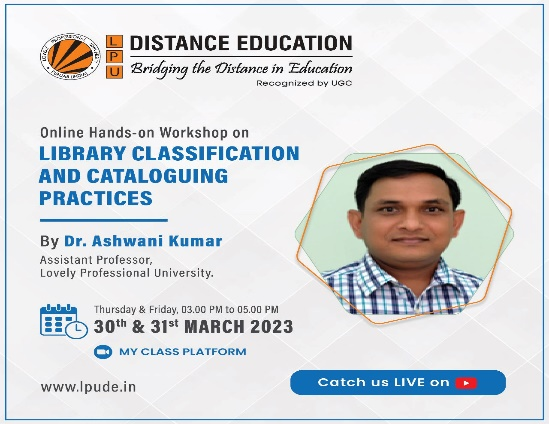 LPU DISTANCE EDUCATION
Bridging the Distance in Education
Recognized by UGC
Online Hands-on Workshop on
LIBRARY CLASSIFICATION
AND CATALOGUING
PRACTICES
By Dr. Ashwani Kumar
Assistant Professor,
Lovely Professional University.
Thursday & Friday, 03.00 PM to 05.00 PM
30th & 31st MARCH 2023
MY CLASS PLATFORM
www.lpude.in
Catch us LIVE on